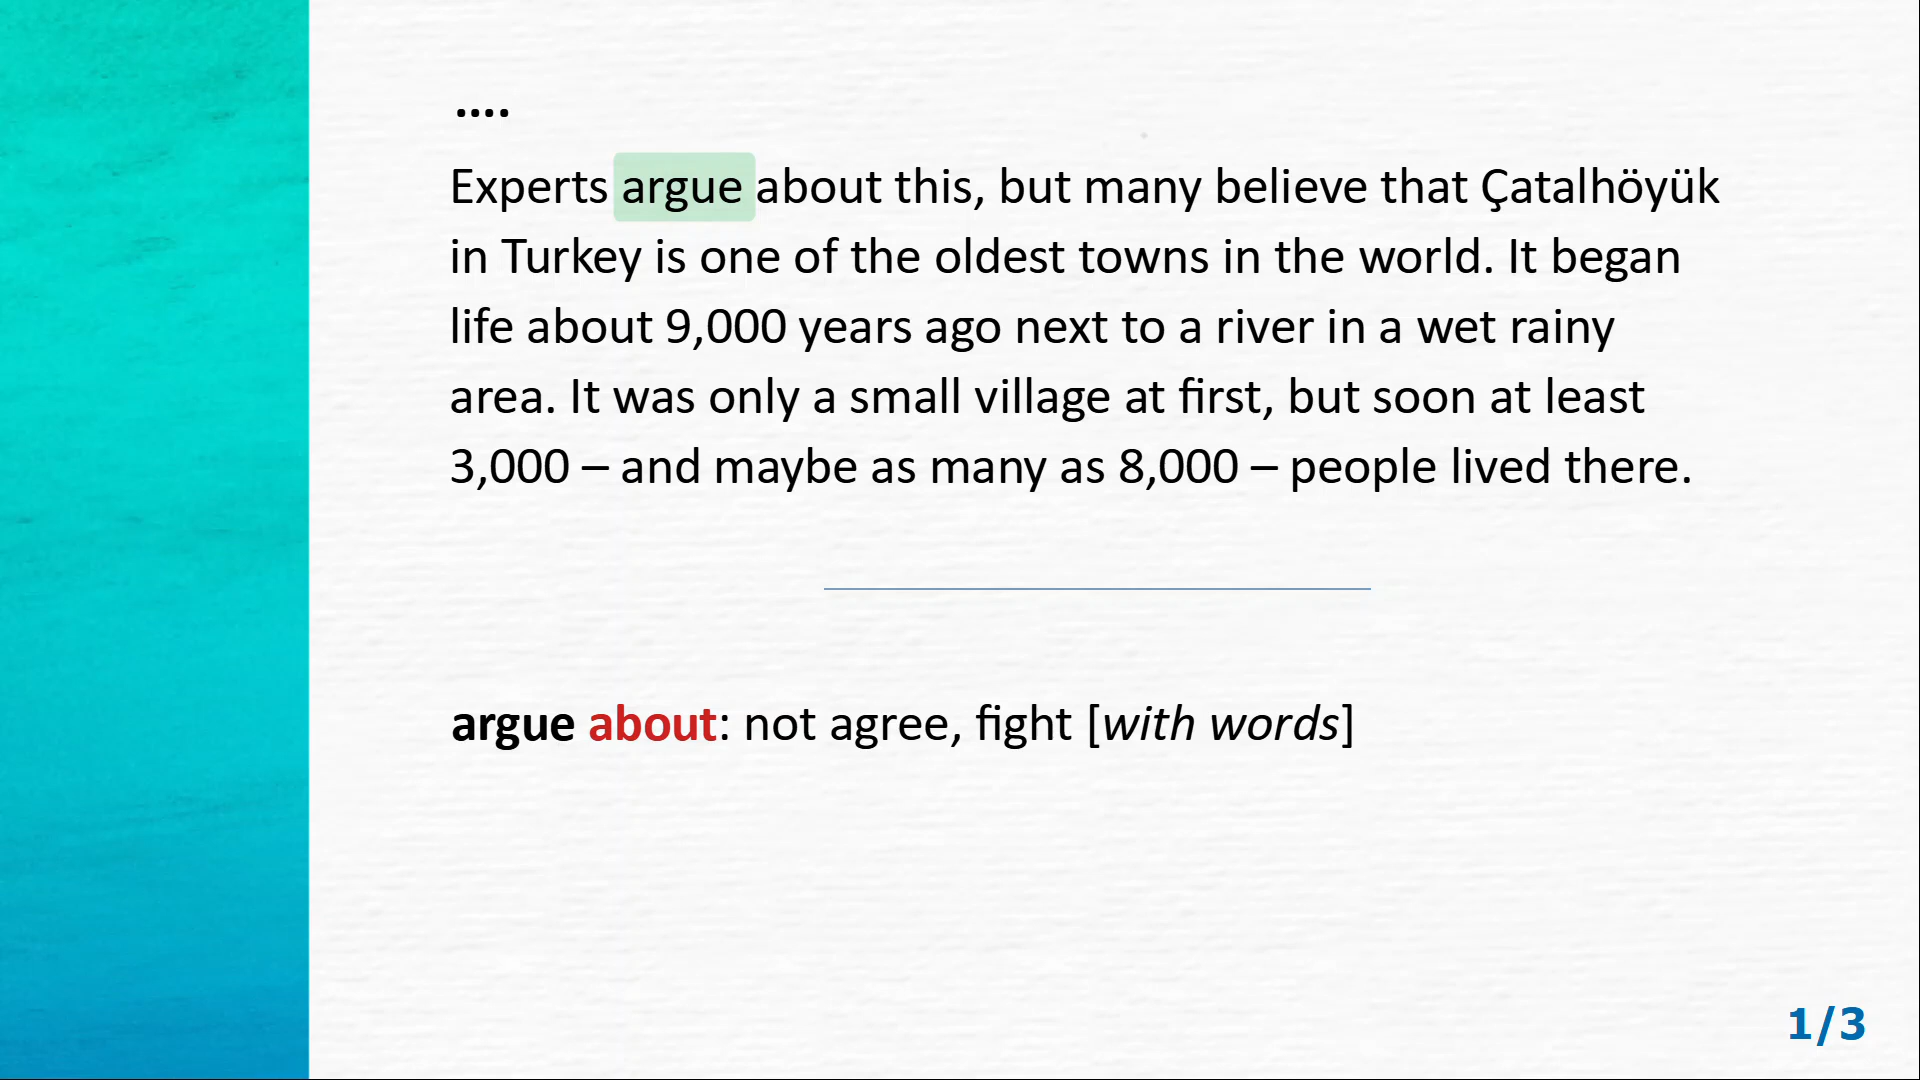 ....
Experts argue about this, but many believe that Çatalhöyük
in Turkey is one of the oldest towns in the world. It began
life about 9,000 years ago next to a river in a wet rainy
area. It was only a small village at first, but soon at least
3,000 – and maybe as many as 8,000 – people lived there.
argue about: not agree, fight [with words]
1/3